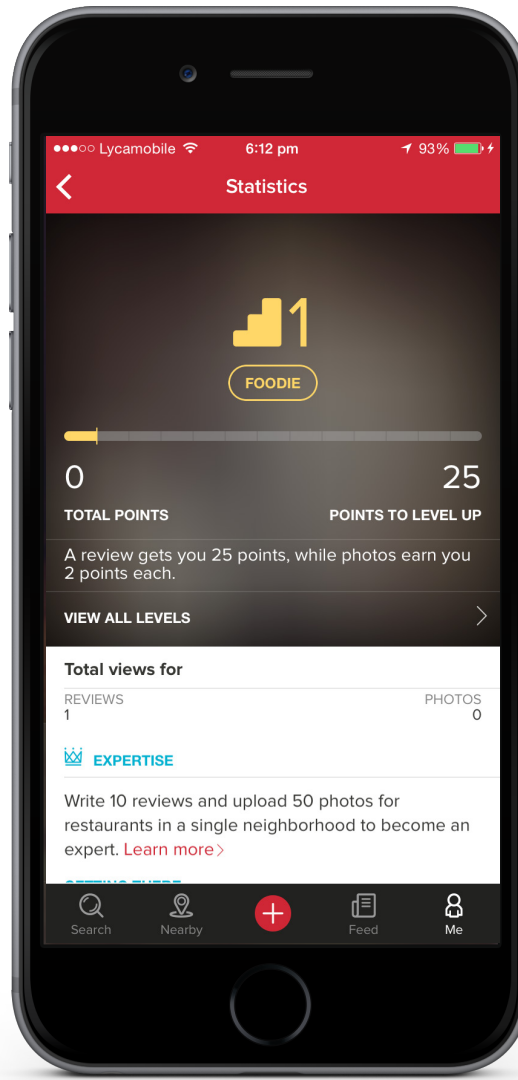 Lycamobile 6:12 pm 93%
Statistics
1
FOODIE
0 25
TOTAL POINTS POINTS TO LEVEL UP
A review gets you 25 points, while photos earn you
2 points each.
VIEW ALL LEVELS
Total views for
REVIEWS PHOTOS
1 0
EXPERTISE
Write 10 reviews and upload 50 photos for
restaurants in a single neighborhood to become an
expert. Learn more
Search Nearby Feed Me